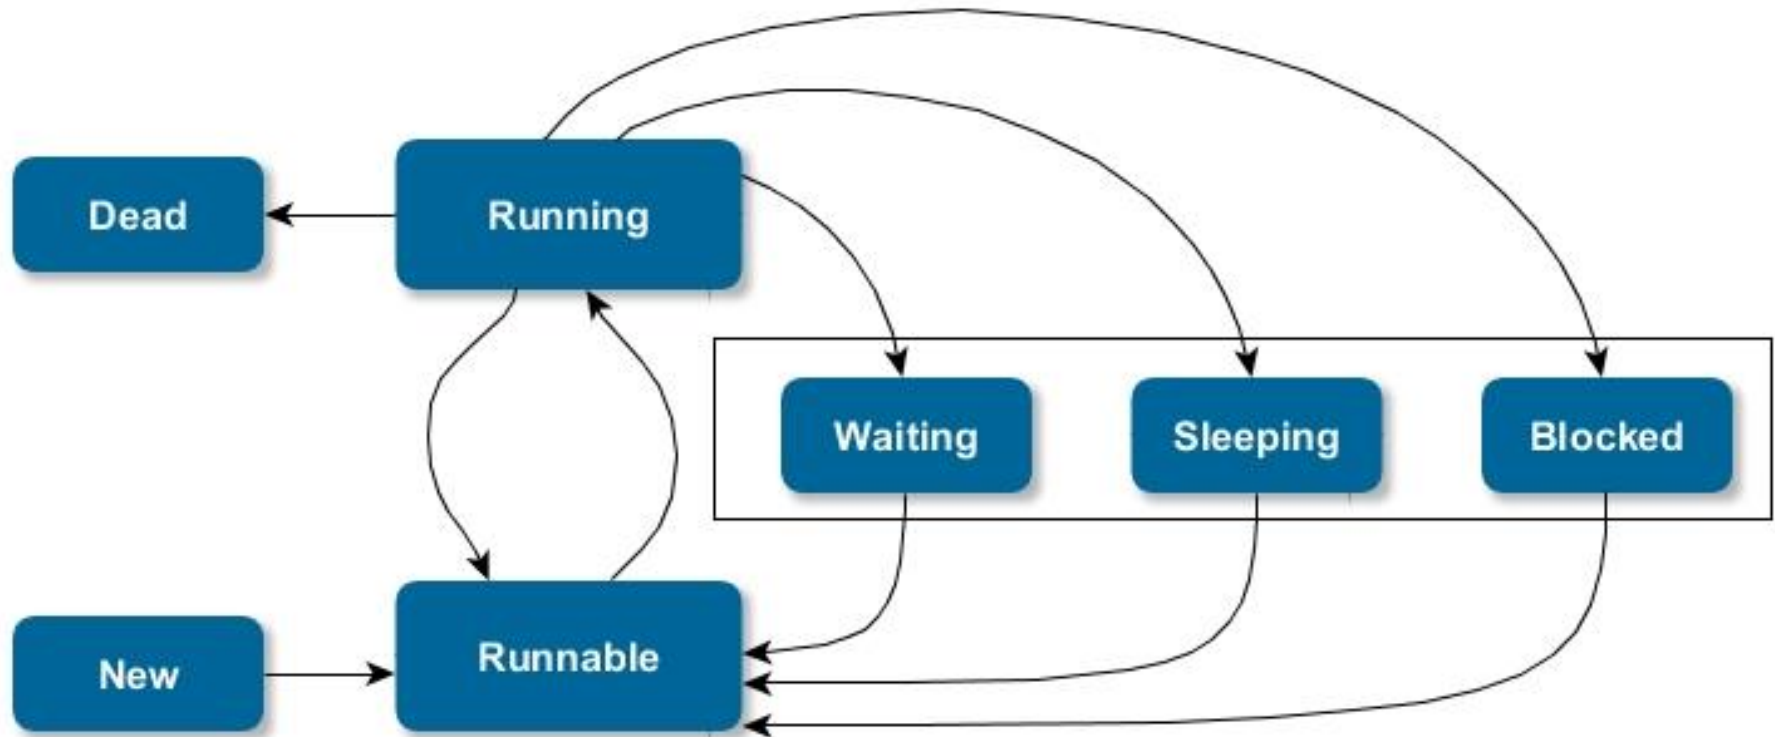 Dead
Running
Waiting
Sleeping
Blocked
New
Runnable